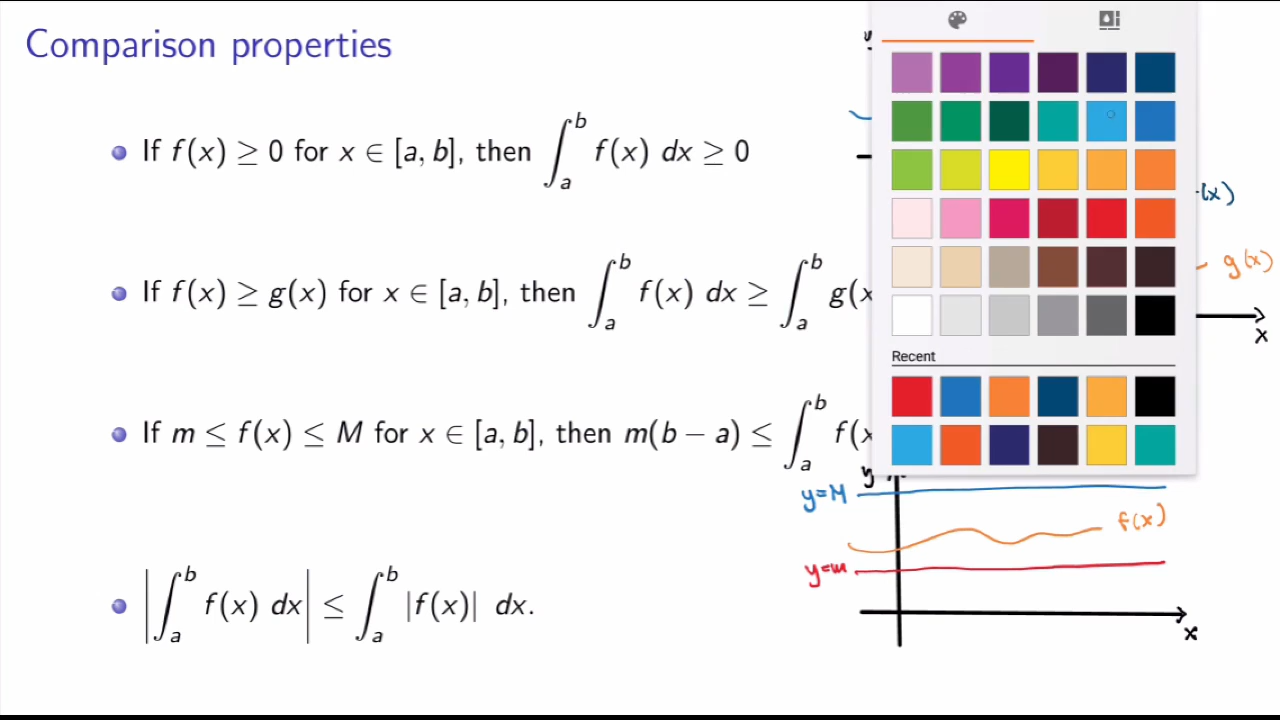 Comparison properties
If f(x) ≥ 0 for x ∈ [a, b], then ∫_a^b f(x) dx ≥ 0
(x)
If f(x) ≥ g(x) for x ∈ [a, b], then ∫_a^b f(x) dx ≥ ∫_a^b g(x
g(x)
x
Recent
If m ≤ f(x) ≤ M for x ∈ [a, b], then m(b − a) ≤ ∫_a^b f(x
y
y=M
f(x)
y=m
x
|∫_a^b f(x) dx| ≤ ∫_a^b |f(x)| dx.